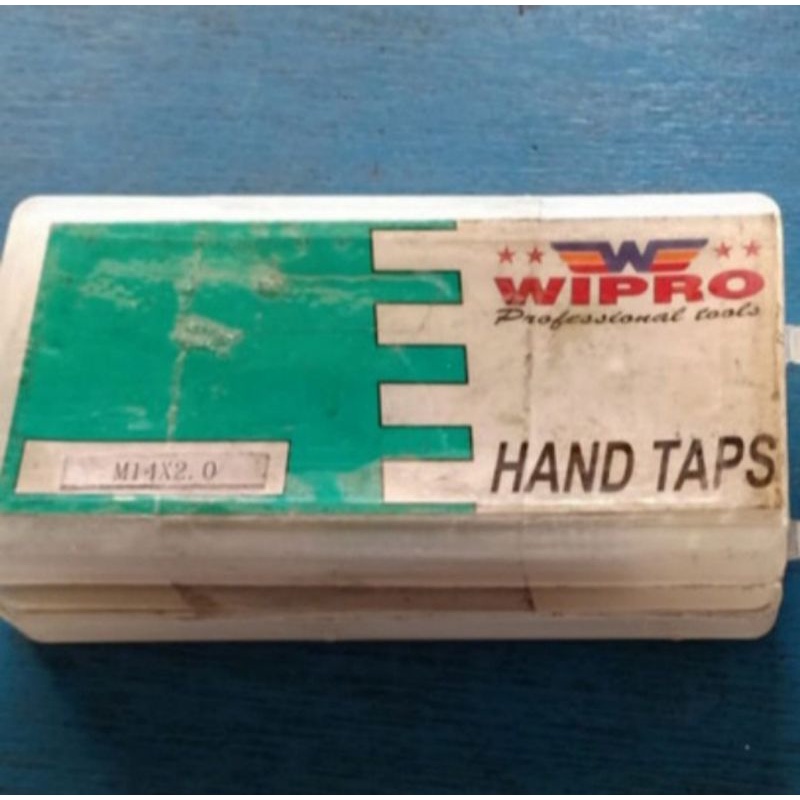 W
WIPRO
Professional tools
HAND TAPS
M14X2.0